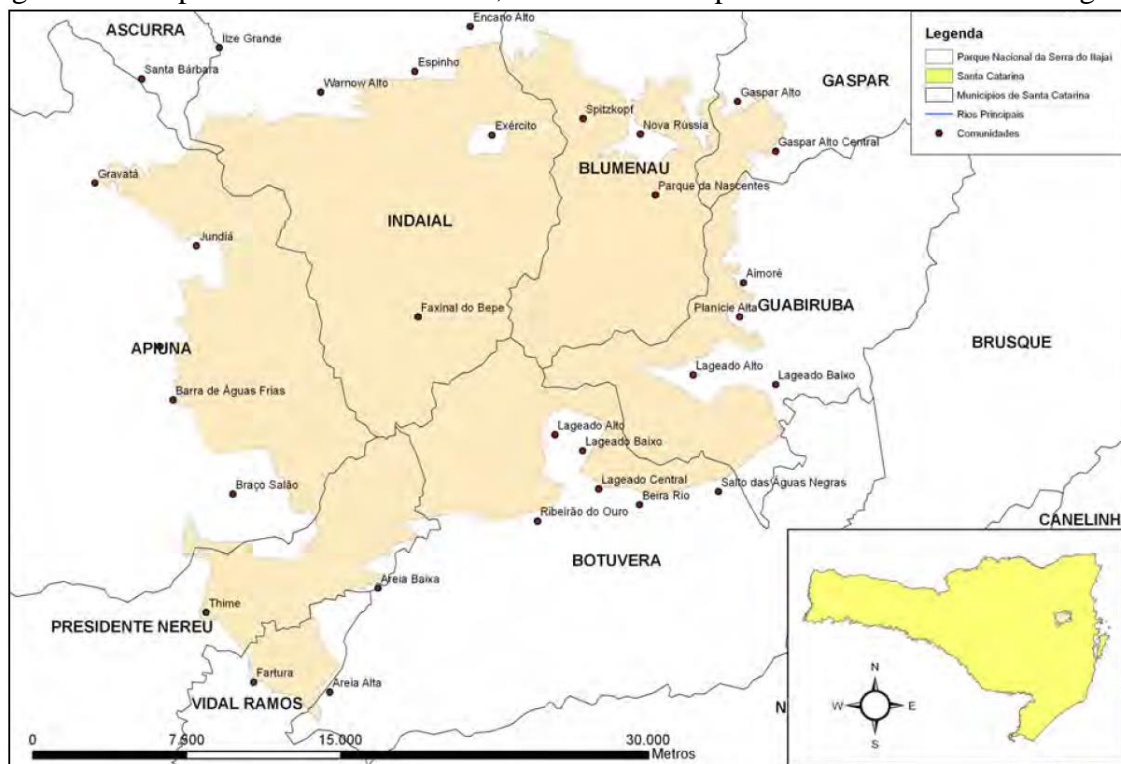 ASCURRA
Ilze Grande
Santa Bárbara
Encano Alto
Espinho
Warnow Alto
Exército
Spitzkopf
Nova Rússia
Gaspar Alto
GASPAR
Gaspar Alto Central
BLUMENAU
Parque da Nascentes
Gravatá
INDAIAL
Jundiá
Aimoré
GUABIRUBA
Planicie Alta
Faxinal do Bepe
BRUSQUE
APIUNA
Lageado Alto
Lageado Baixo
Barra de Águas Frias
Lageado Alto
Lageado Baixo
Lageado Central
Salto das Águas Negras
Braço Salão
Beira Rio
Ribeirão do Ouro
CANELINH
BOTUVERA
Areia Baixa
Thime
PRESIDENTE NEREU
Fartura
Areia Alta
VIDAL RAMOS
N
Legenda
Parque Nacional da Serra do Itajaí
Santa Catarina
Municípios de Santa Catarina
Rios Principais
Comunidades
N
W E
S
0 7.500 15.000 30.000
Metros